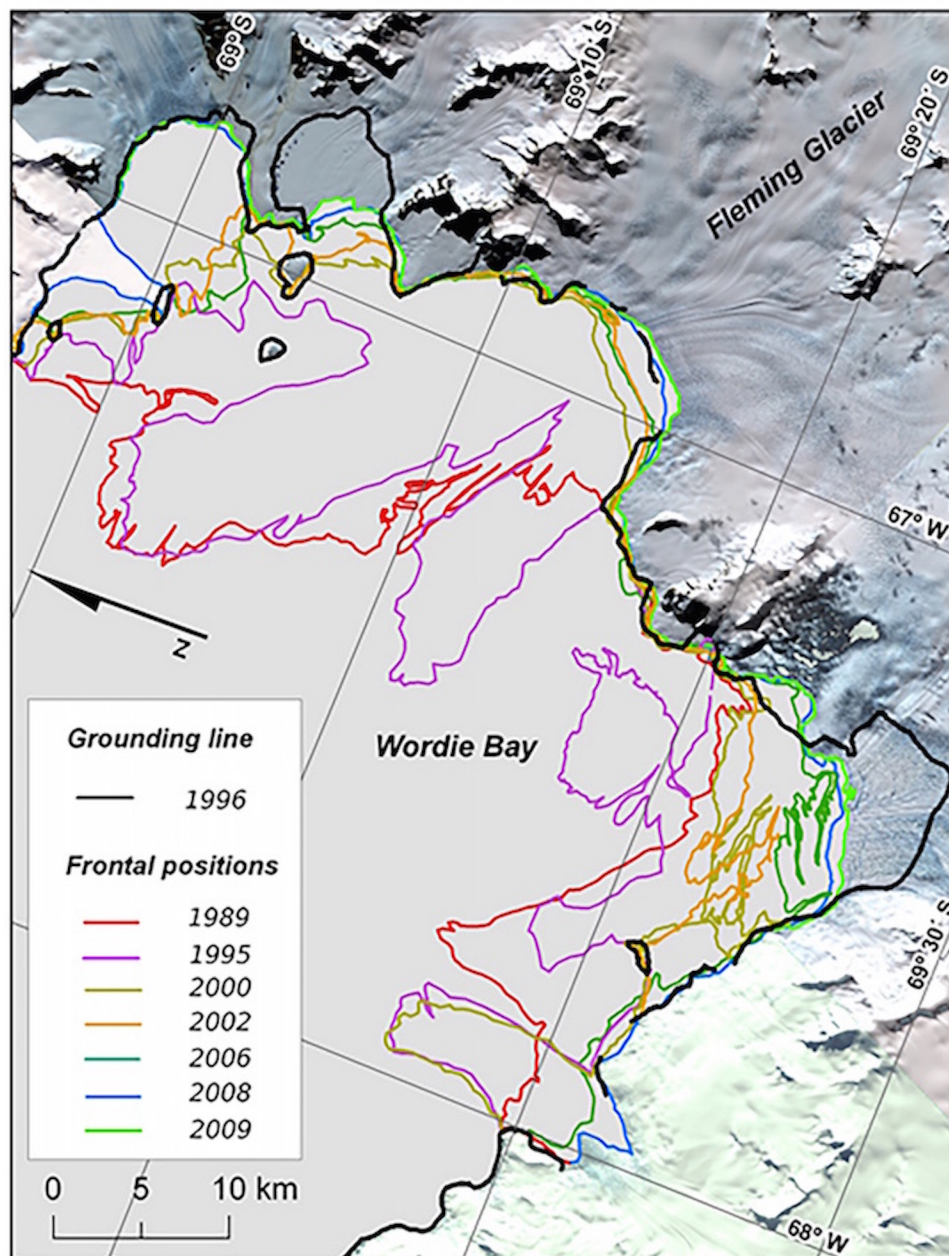 69° S
69° 10' S
69° 20' S
Fleming Glacier
67° W
N
Wordie Bay
Grounding line
1996
Frontal positions
1989
1995
2000
2002
2006
2008
2009
69° 30' S
0 5 10 km
68° W